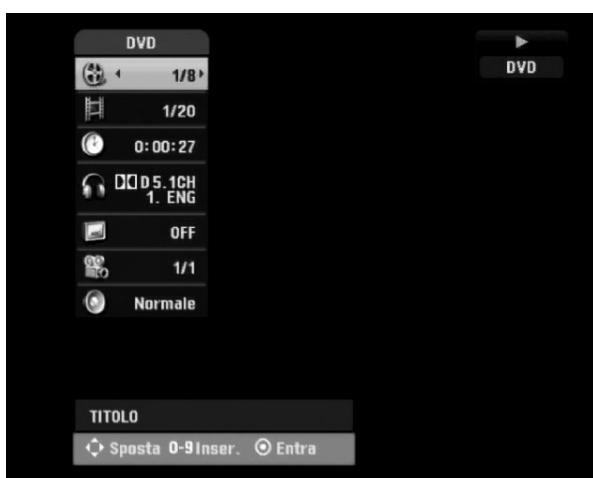 DVD
1/8
1/20
0:00:27
D 5.1CH
1. ENG
OFF
1/1
Normale
DVD
TITOLO
Sposta 0-9 Inser. Entra